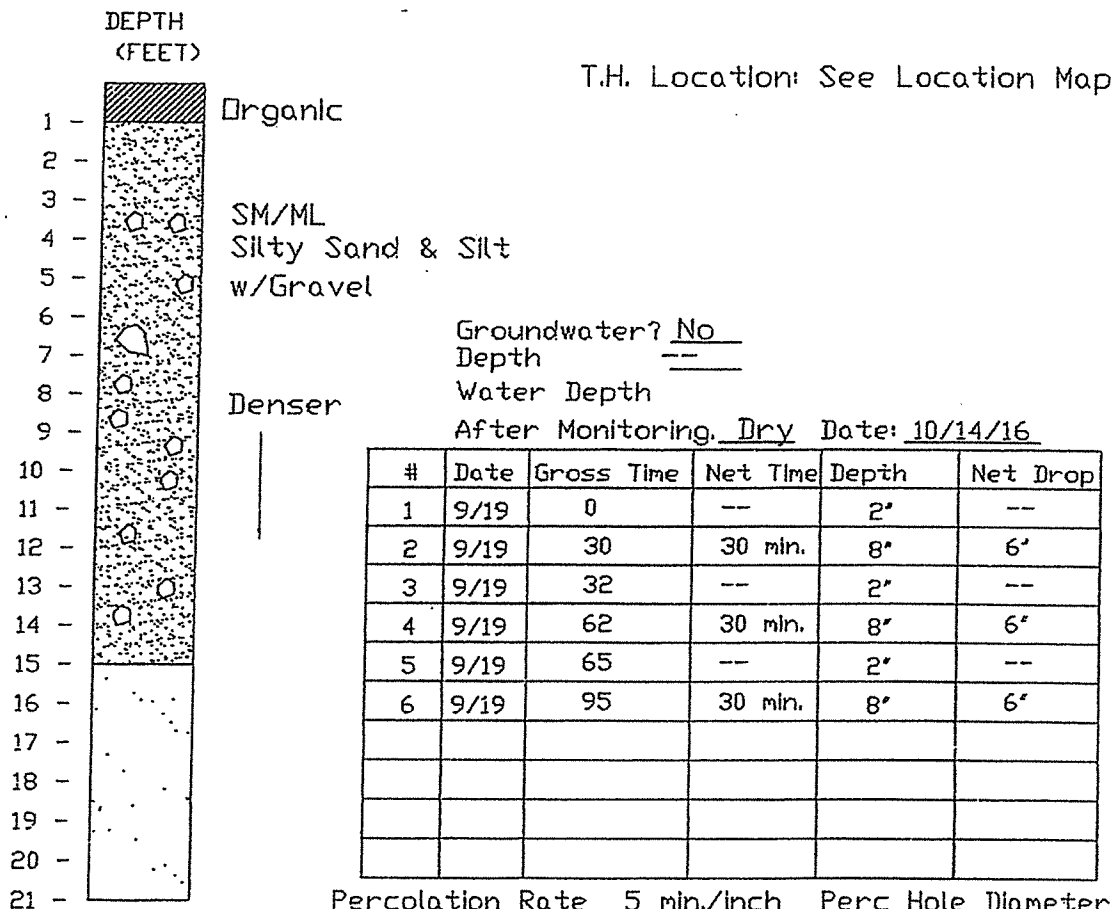 DEPTH
(FEET)
T.H. Location: See Location Map
Organic
1 -
2 -
3 -
SM/ML
4 -
Silty Sand & Silt
5 -
w/Gravel
6 -
Groundwater? No
7 -
Depth --
8 -
Water Depth
Denser
9 -
After Monitoring. Dry Date: 10/14/16
10 -
# Date Gross Time Net Time Depth Net Drop
11 -
1 9/19 0 -- 2" --
12 -
2 9/19 30 30 min. 8" 6"
13 -
3 9/19 32 -- 2" --
14 -
4 9/19 62 30 min. 8" 6"
15 -
5 9/19 65 -- 2" --
16 -
6 9/19 95 30 min. 8" 6"
17 -
18 -
19 -
20 -
21 -
Percolation Rate 5 min./inch Perc Hole Diameter